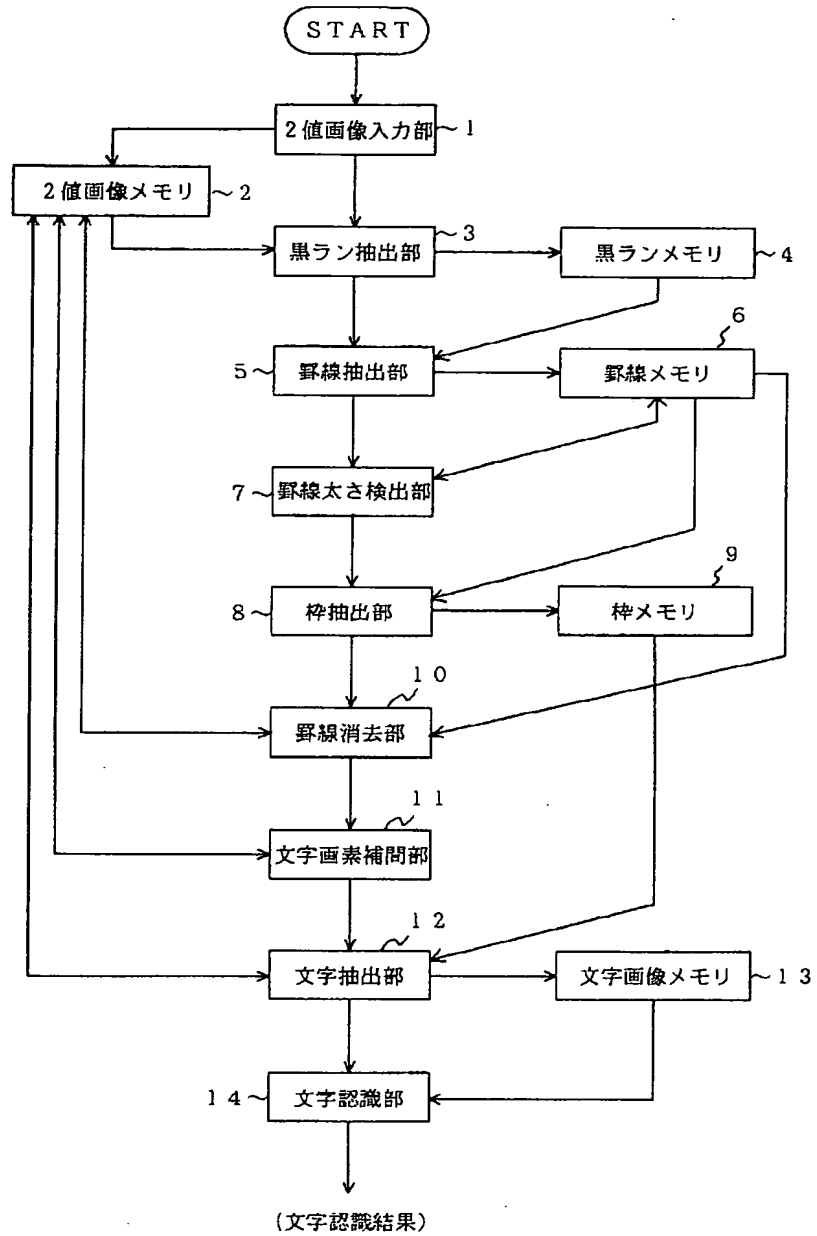 START
2値画像入力部 ~1
2値画像メモリ ~2
3
黒ラン抽出部
黒ランメモリ ~4
6
5~ 罫線抽出部
罫線メモリ
7~ 罫線太さ検出部
9
8~ 枠抽出部
枠メモリ
10
罫線消去部
11
文字画素補間部
12
文字抽出部
文字画像メモリ ~13
14~ 文字認識部
(文字認識結果)